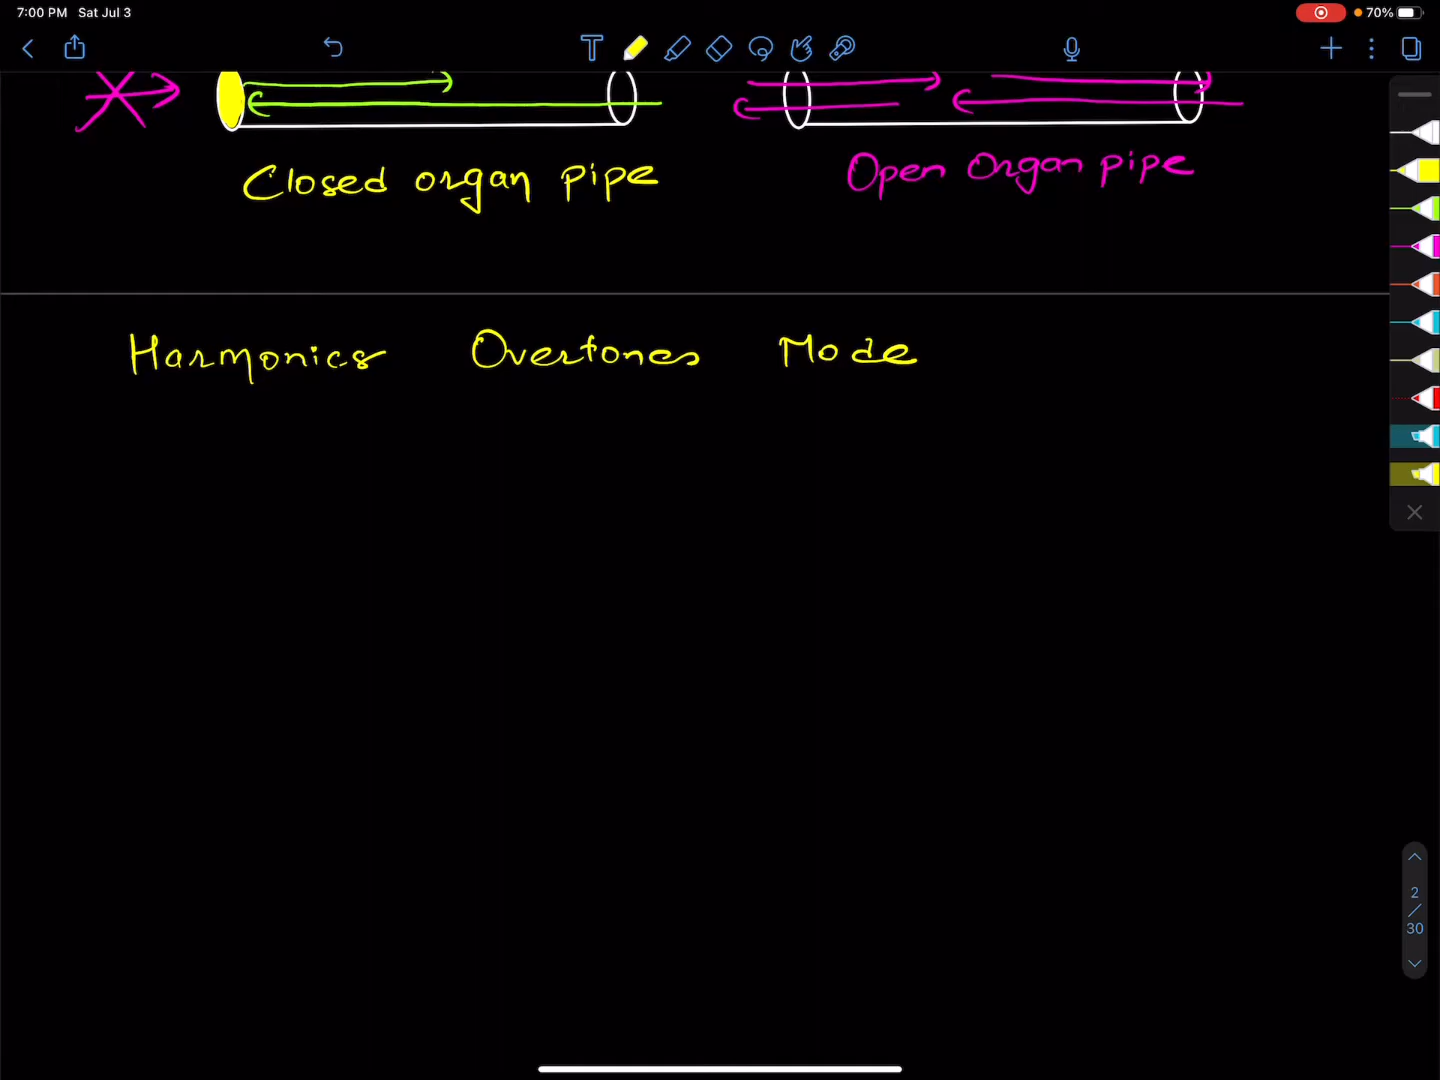 7:00 PM Sat Jul 3 70%
T
Closed organ pipe
Open Organ pipe
Harmonics Overtones Mode
2
30